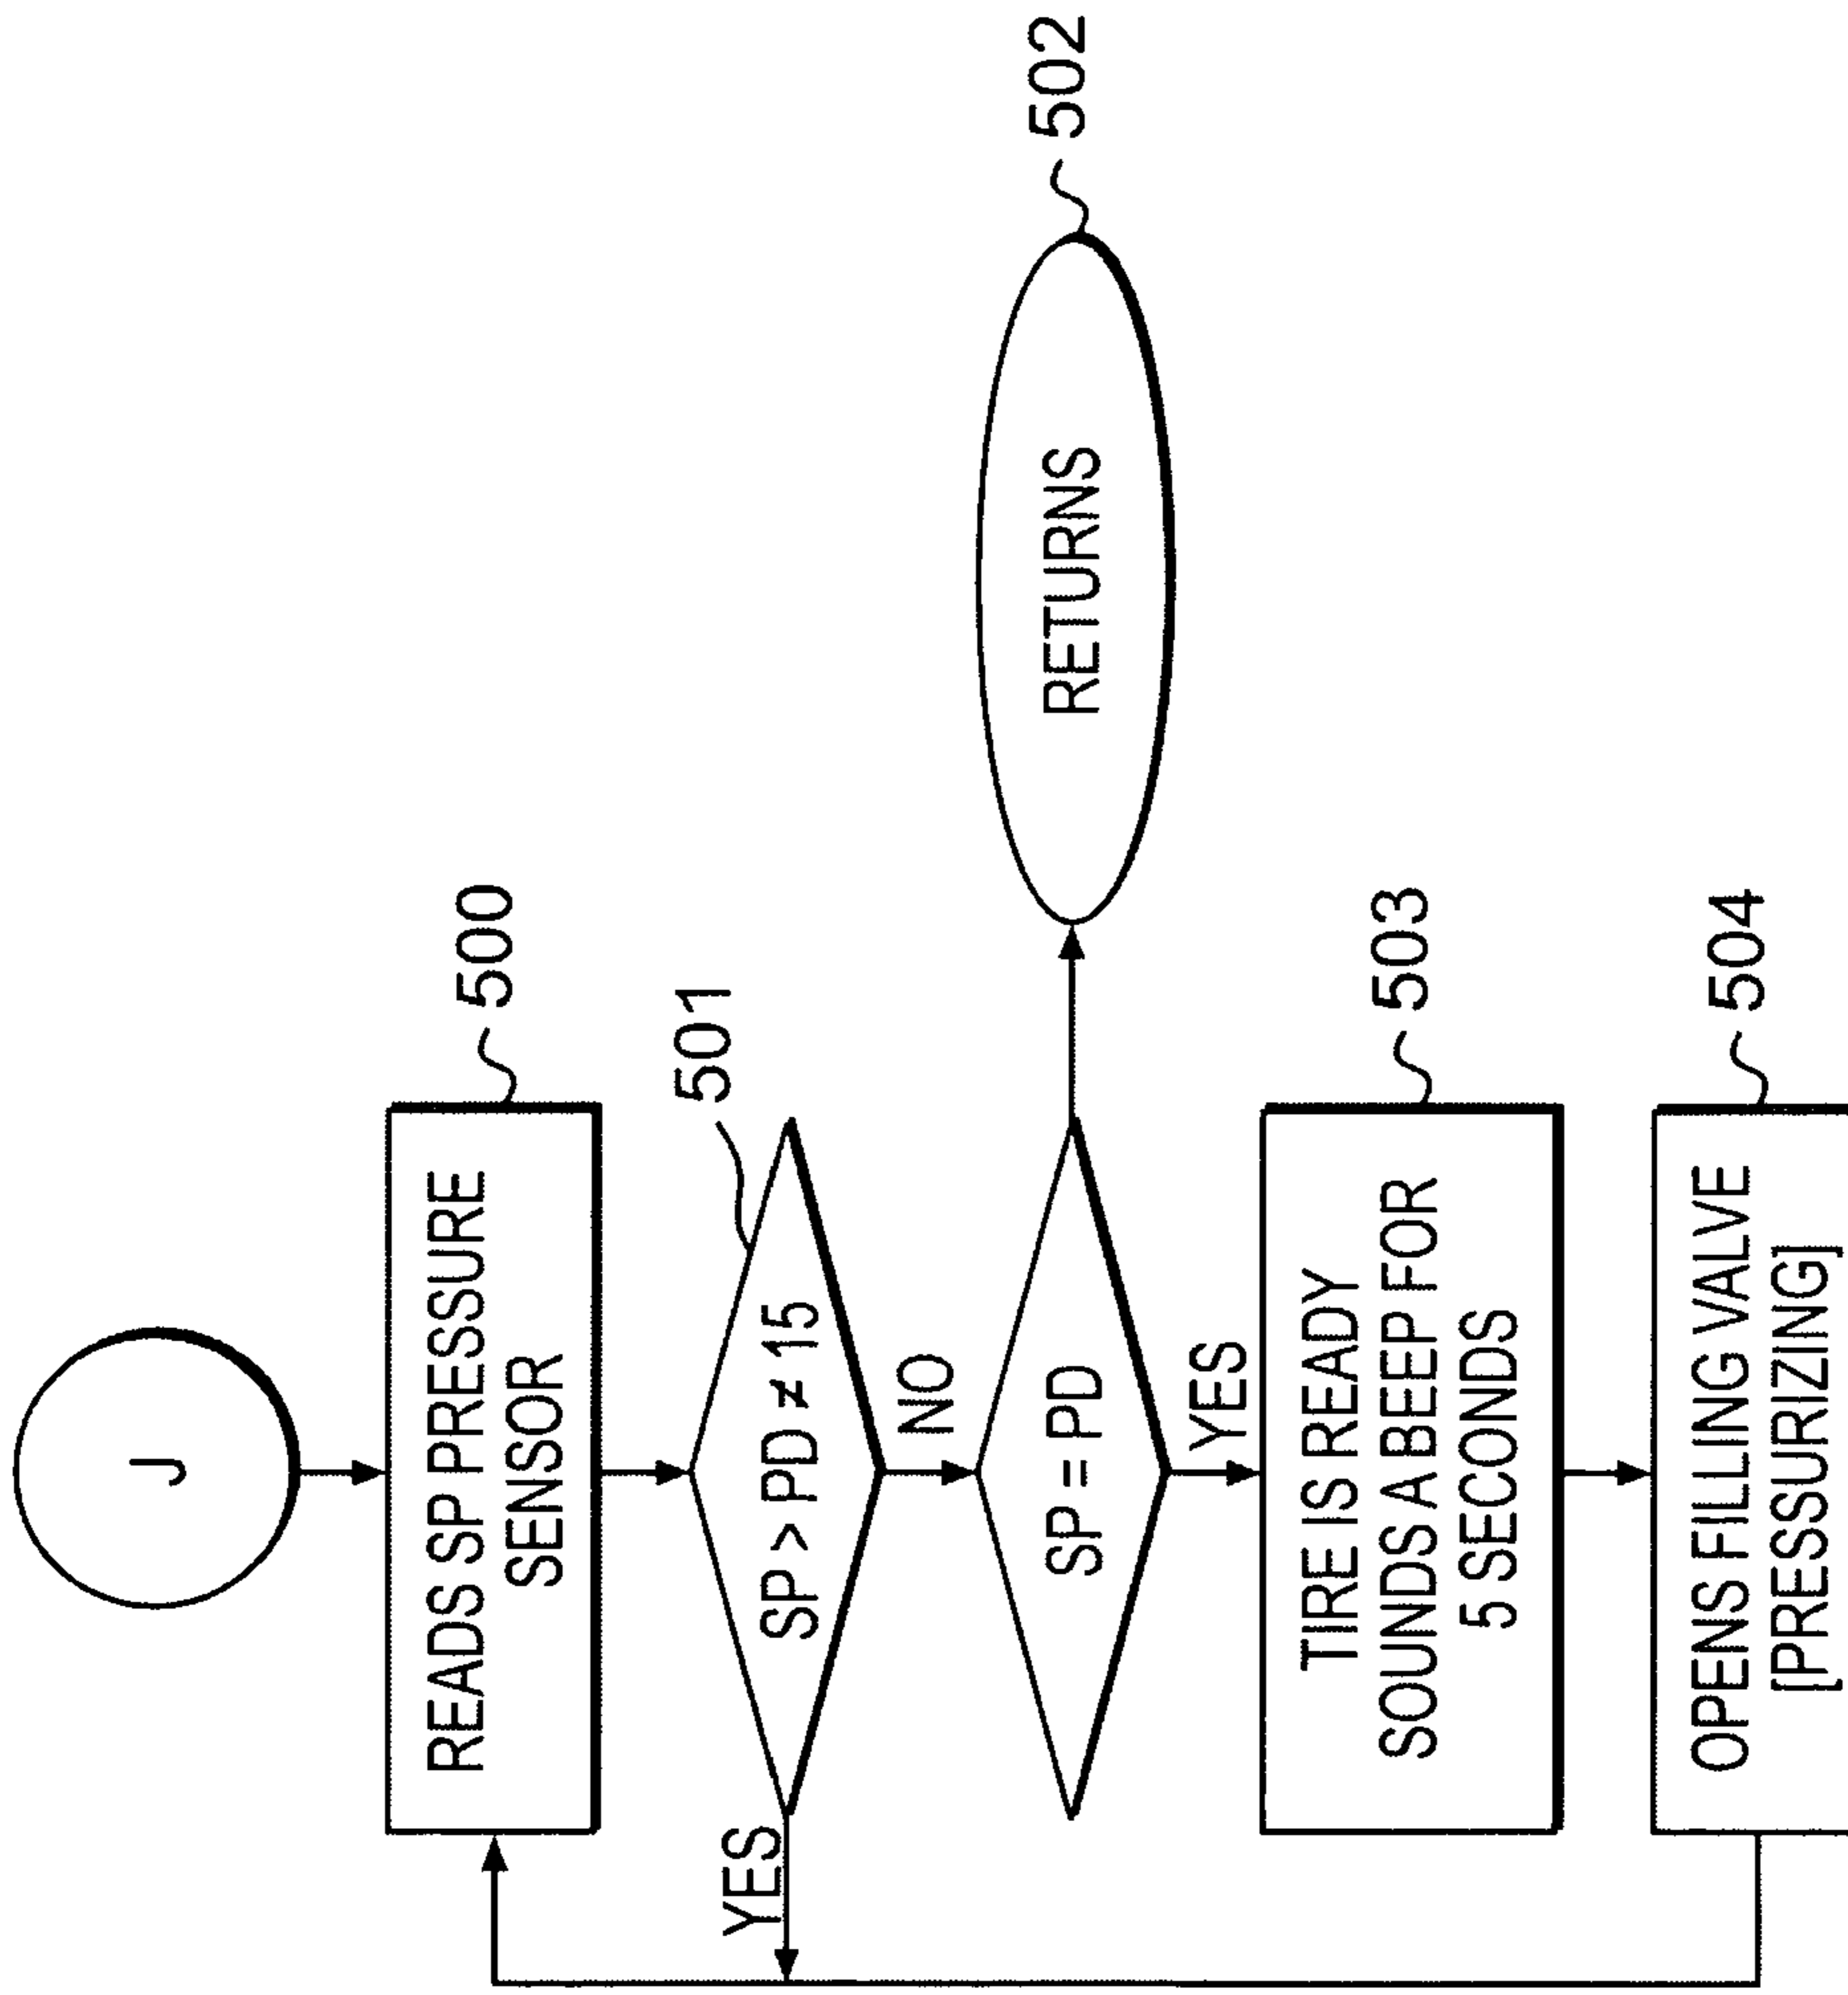 J
READS SP PRESSURE
SENSOR
500
501
SP > PD ≠ 15
YES
NO
SP = PD
RETURNS
502
YES
TIRE IS READY
SOUNDS A BEEP FOR
5 SECONDS
503
OPENS FILLING VALVE
[PRESSURIZING]
504